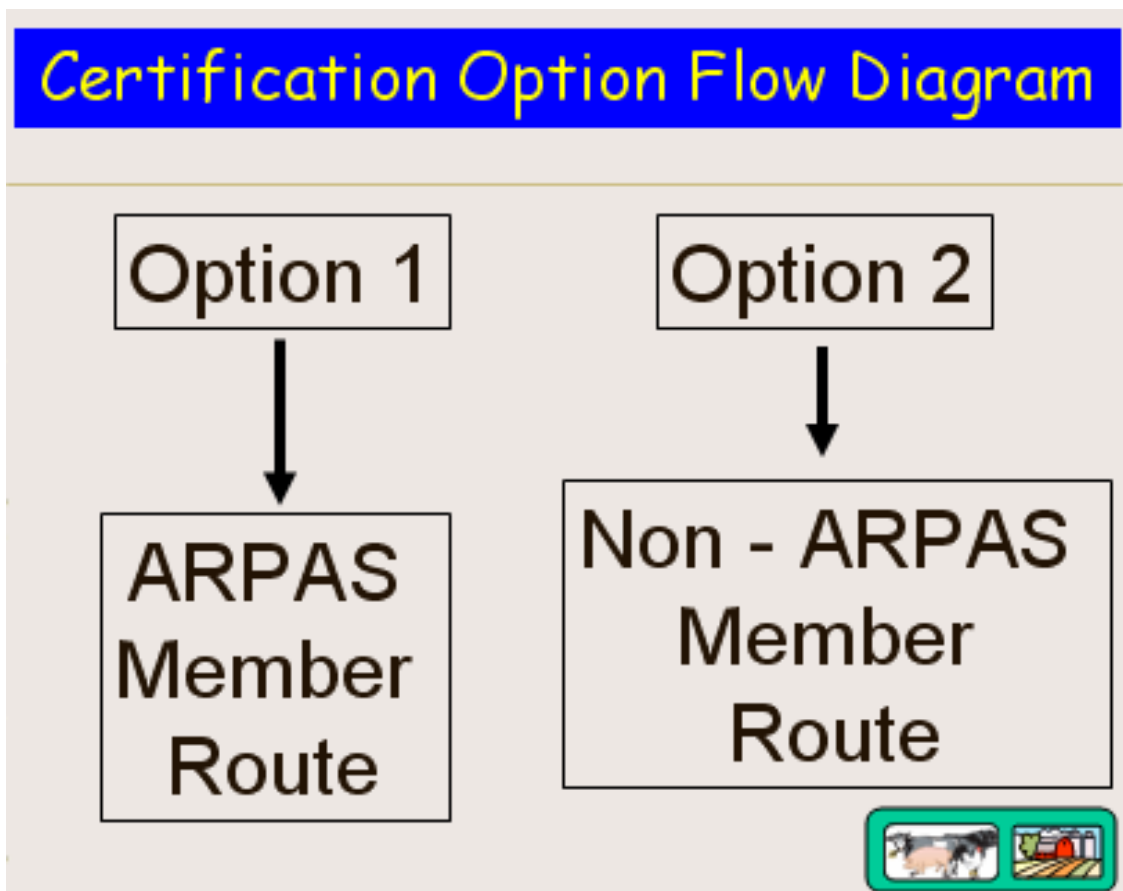 Certification Option Flow Diagram
Option 1
ARPAS
Member
Route
Option 2
Non - ARPAS
Member
Route